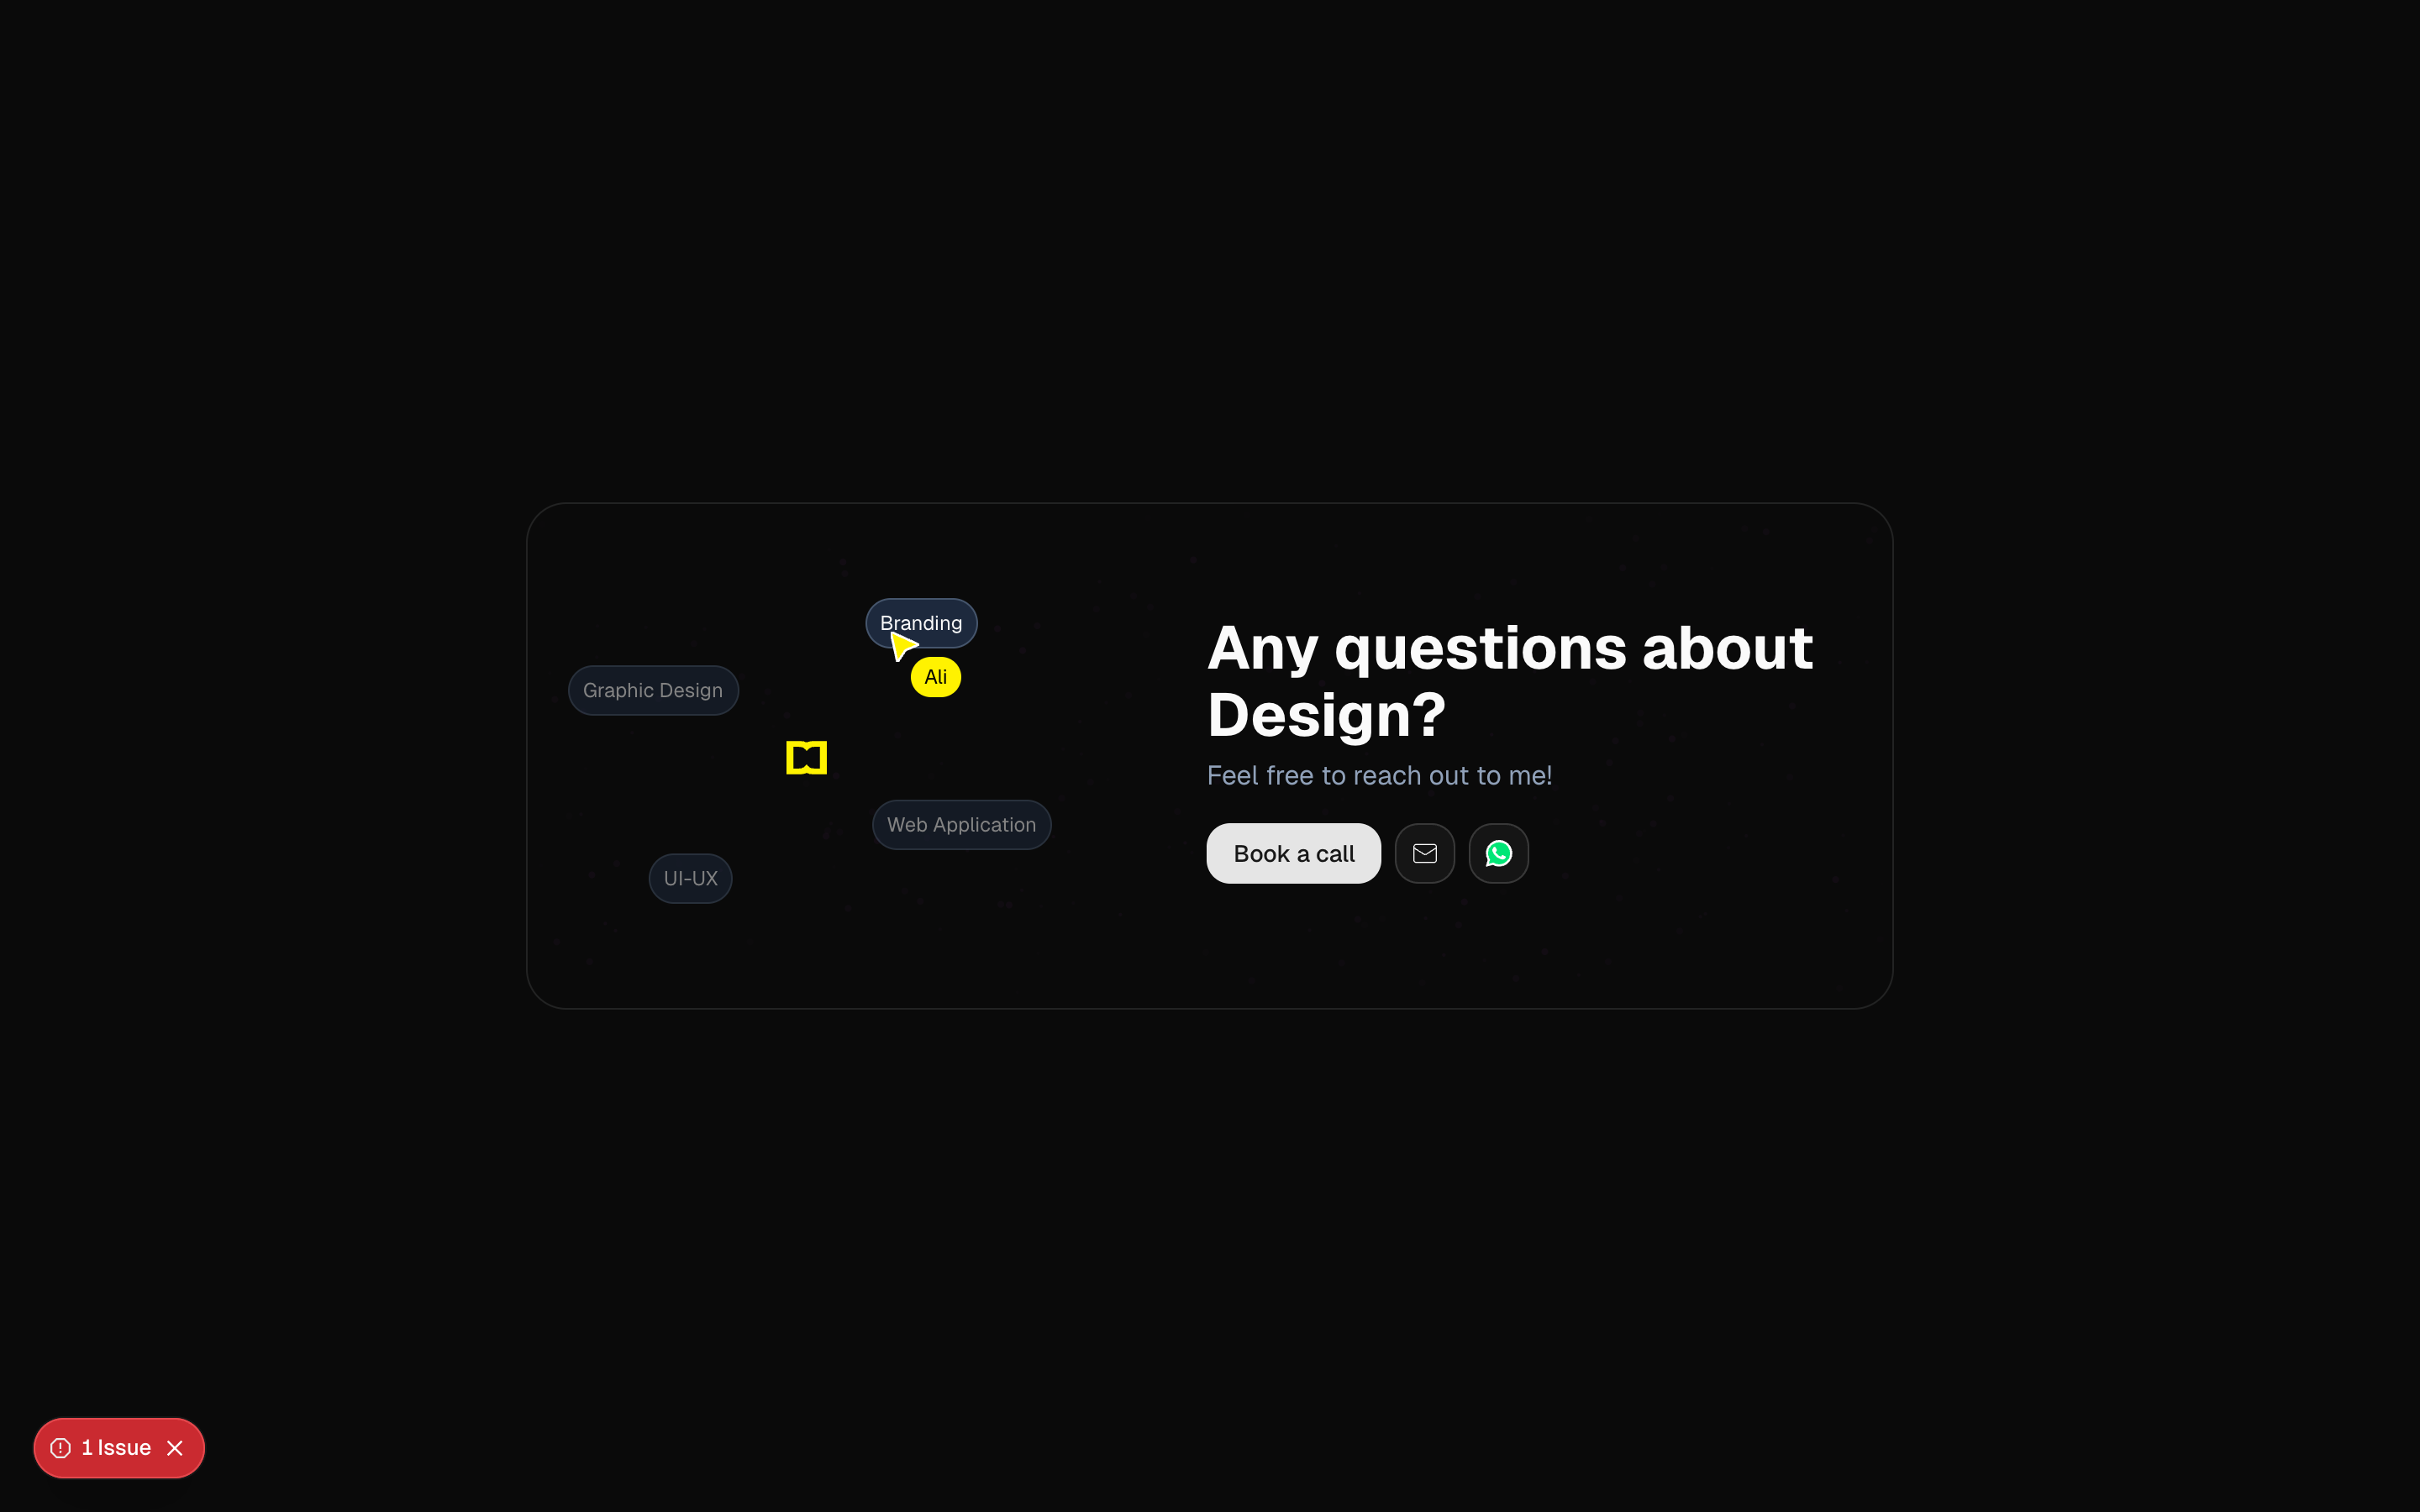 Branding
Ali
Graphic Design
Web Application
UI-UX
Any questions about
Design?
Feel free to reach out to me!
Book a call
1 Issue